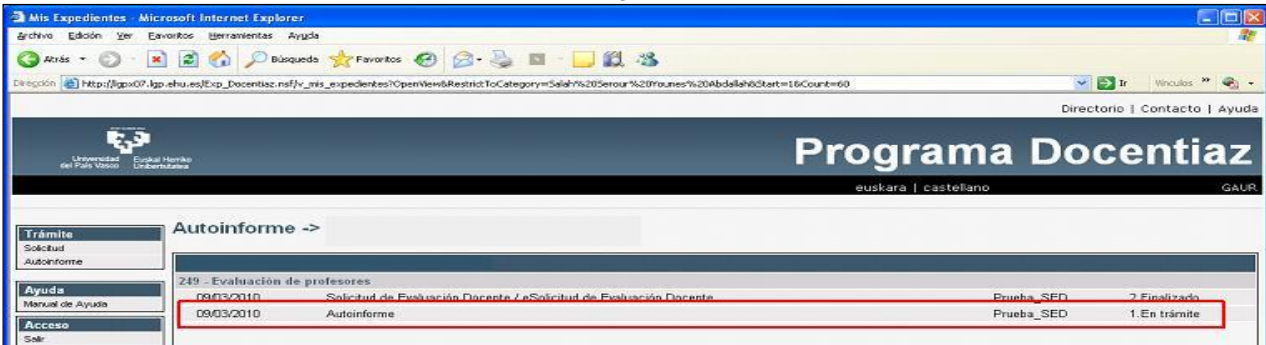 Mis Expedientes - Microsoft Internet Explorer
Archivo Edición Ver Favoritos Herramientas Ayuda
Atrás Búsqueda Favoritos
Dirección http://lgpx07.lgp.ehu.es/Exp_Docentiaz.nsf/v_mis_expedientes?OpenView&RestrictToCategory=Salah%20Serour%20Younes%20Abdallah&Start=1&Count=60 Ir Vínculos »
Directorio | Contacto | Ayuda
Universidad del País Vasco Euskal Herriko Unibertsitatea
Programa Docentiaz
euskara | castellano GAUR
Autoinforme ->
Trámite
Solicitud
Autoinforme
249 - Evaluación de profesores
09/03/2010 Solicitud de Evaluación Docente / eSolicitud de Evaluación Docente Prueba_SED 2.Finalizado
09/03/2010 Autoinforme Prueba_SED 1.En trámite
Ayuda
Manual de Ayuda
Acceso
Salir